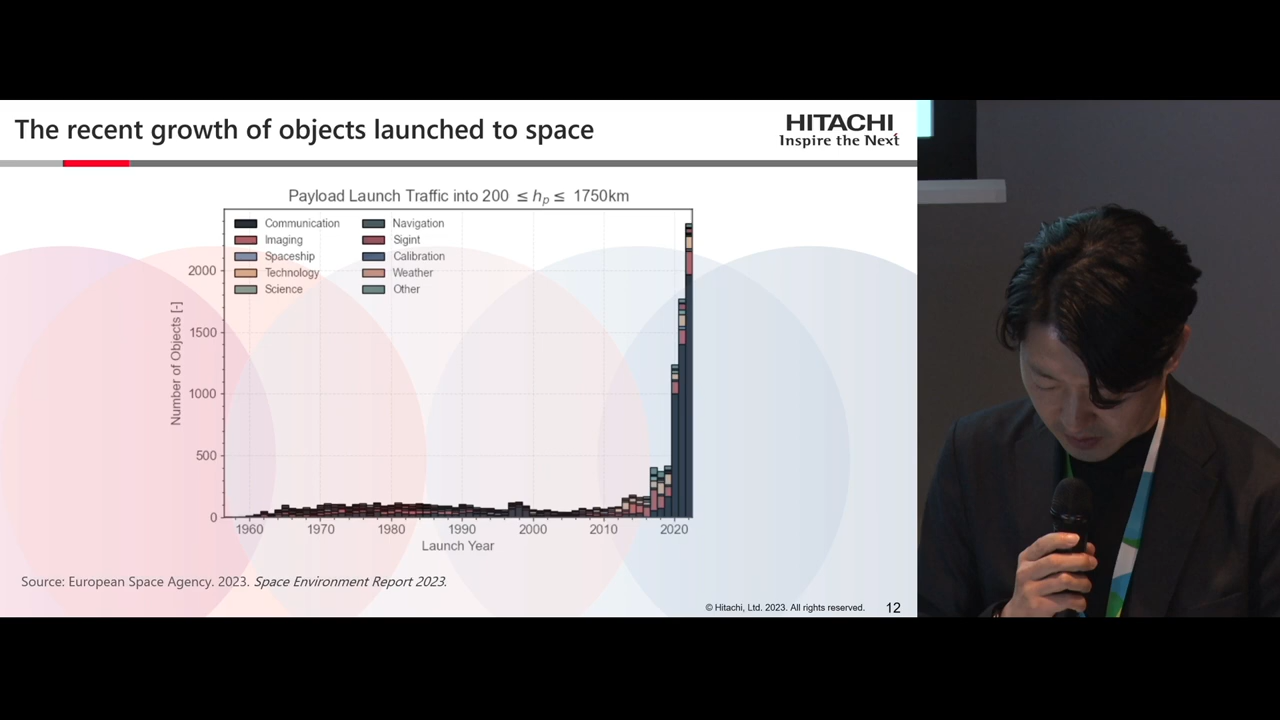 The recent growth of objects launched to space
HITACHI
Inspire the Next
Payload Launch Traffic into 200 ≤ hₚ ≤ 1750km
Communication
Imaging
Spaceship
Technology
Science
Navigation
Sigint
Calibration
Weather
Other
Number of Objects [-]
2000
1500
1000
500
0
1960 1970 1980 1990 2000 2010 2020
Launch Year
Source: European Space Agency. 2023. Space Environment Report 2023.
© Hitachi, Ltd. 2023. All rights reserved. 12